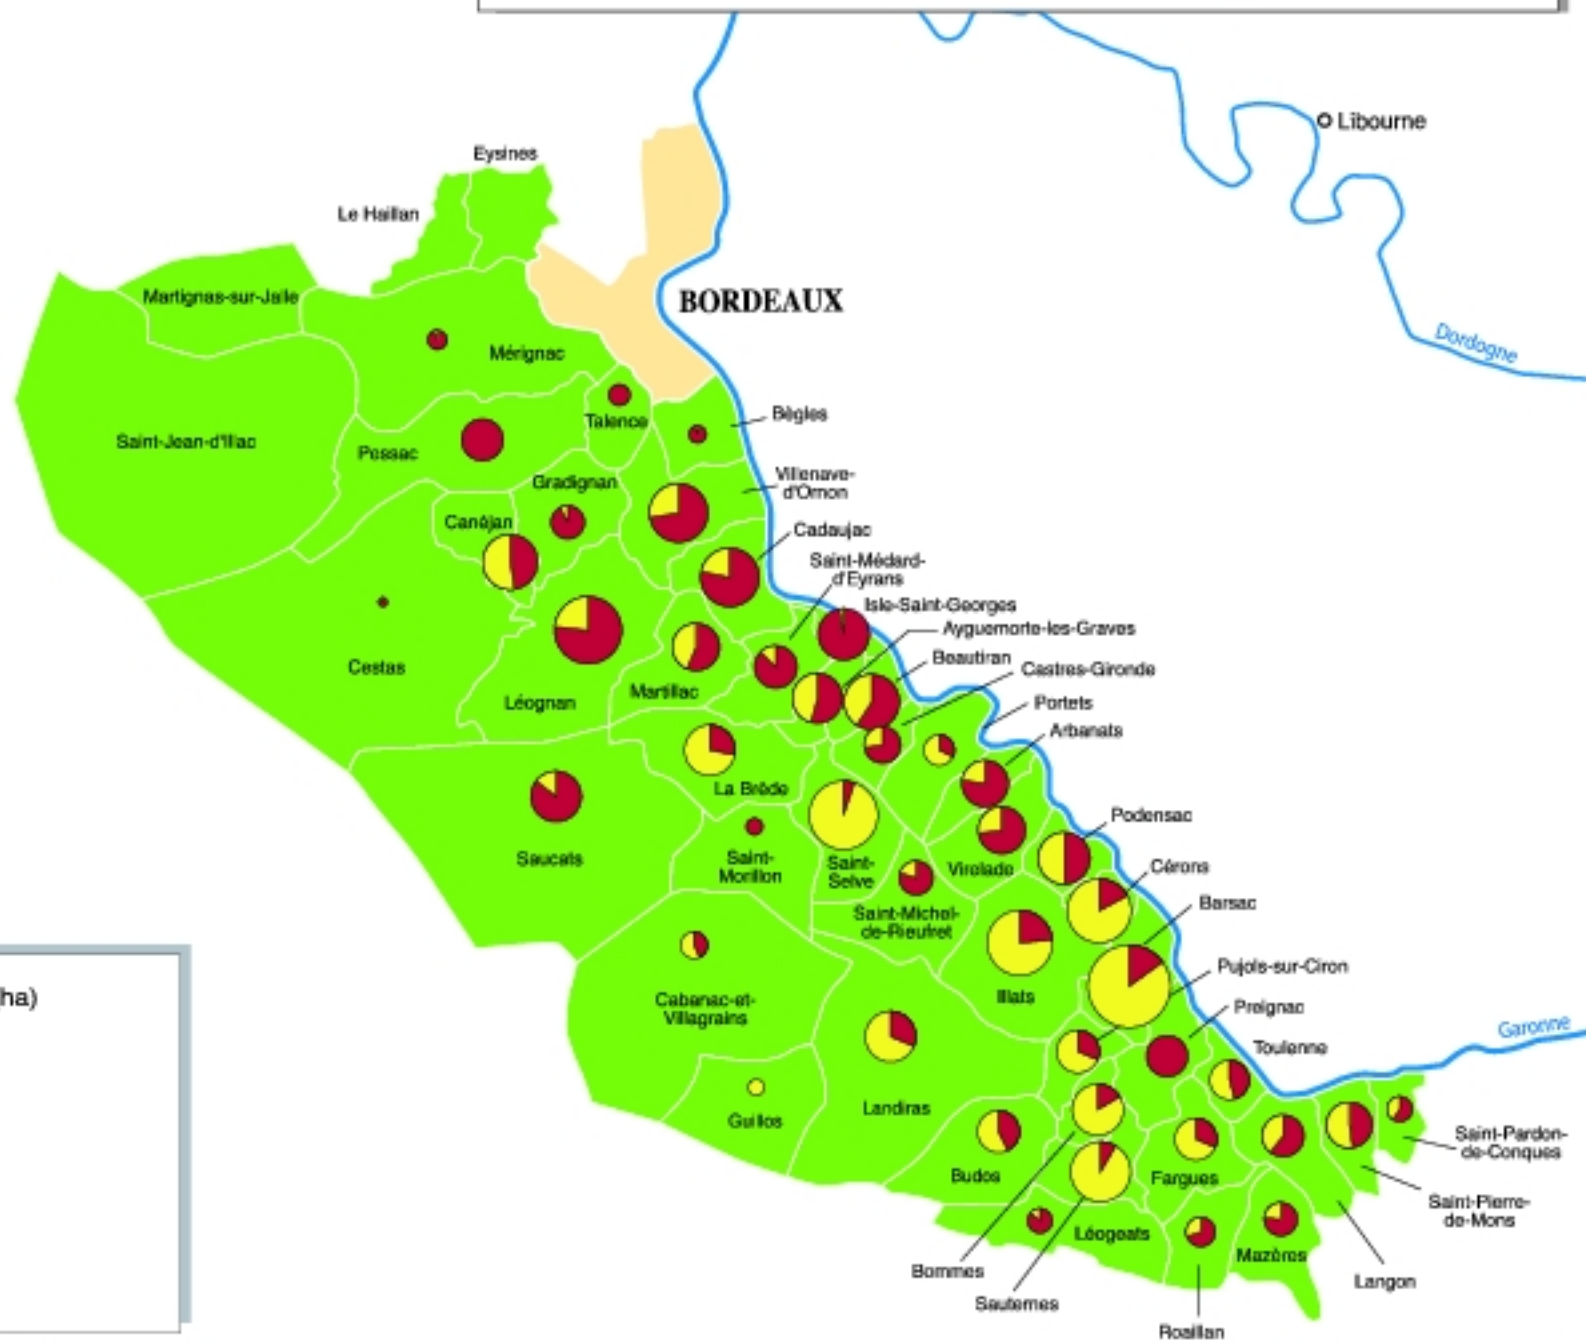 Libourne
Eysines
Le Haillan
Martignas-sur-Jalle
BORDEAUX
Dordogne
Mérignac
Talence
Bègles
Saint-Jean-d'Illac
Pessac
Gradignan
Villenave-
d'Ornon
Canéjan
Cadaujac
Saint-Médard-
d'Eyrans
Isle-Saint-Georges
Ayguemorte-les-Graves
Beautiran
Castres-Gironde
Cestas
Léognan
Martillac
Portets
Arbanats
La Brède
Podensac
Saucats
Saint-
Morillon
Saint-
Selve
Virelade
Cérons
Barsac
Saint-Michel-
de-Rieufret
Pujols-sur-Ciron
ha)
Cabanac-et-
Villagrains
Illats
Preignac
Garonne
Toulenne
Guillos
Landiras
Saint-Pardon-
de-Conques
Budos
Fargues
Saint-Pierre-
de-Mons
Léogeats
Mazères
Bommes
Langon
Sauternes
Roaillan